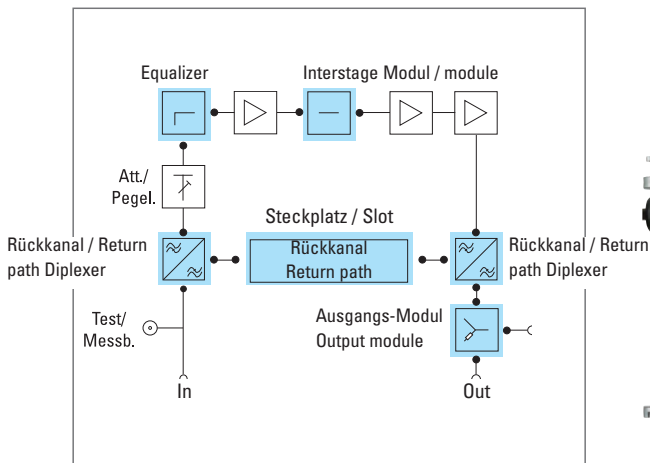 Equalizer
Interstage Modul / module
Att./
Pegel.
Steckplatz / Slot
Rückkanal / Return
path Diplexer
Rückkanal
Return path
Rückkanal / Return
path Diplexer
Test/
Messb.
Ausgangs-Modul
Output module
In
Out